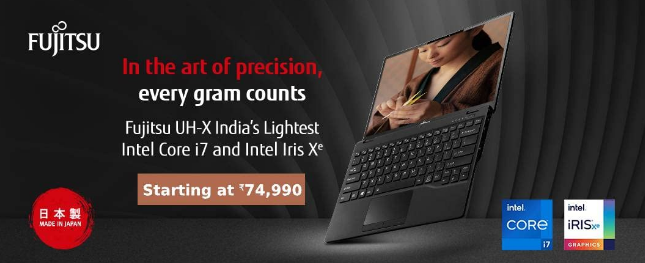 FUJITSU
In the art of precision,
every gram counts
Fujitsu UH-X India's Lightest
Intel Core i7 and Intel Iris Xe
Starting at ₹74,990
日本製
MADE IN JAPAN
intel.
CORE
i7
intel.
iRIS Xe
GRAPHICS